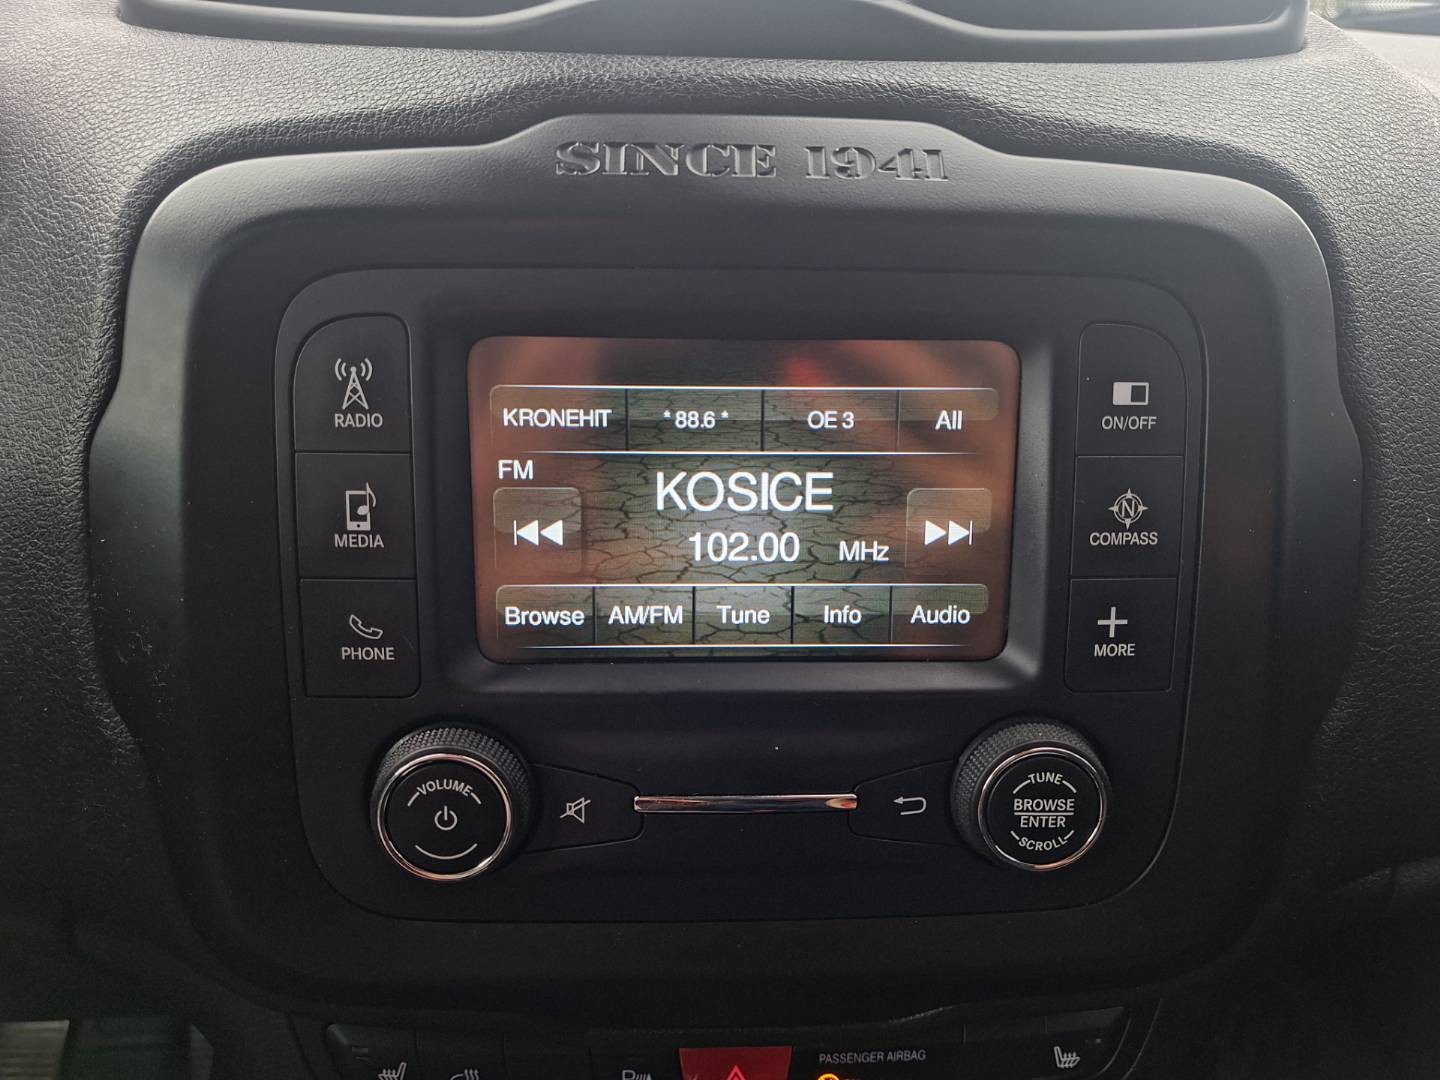 SINCE 1941
RADIO
MEDIA
PHONE
KRONEHIT
*88.6*
OE 3
All
FM
KOSICE
102.00 MHz
Browse
AM/FM
Tune
Info
Audio
ON/OFF
N
COMPASS
MORE
VOLUME
TUNE
BROWSE
ENTER
SCROLL
PASSENGER AIRBAG